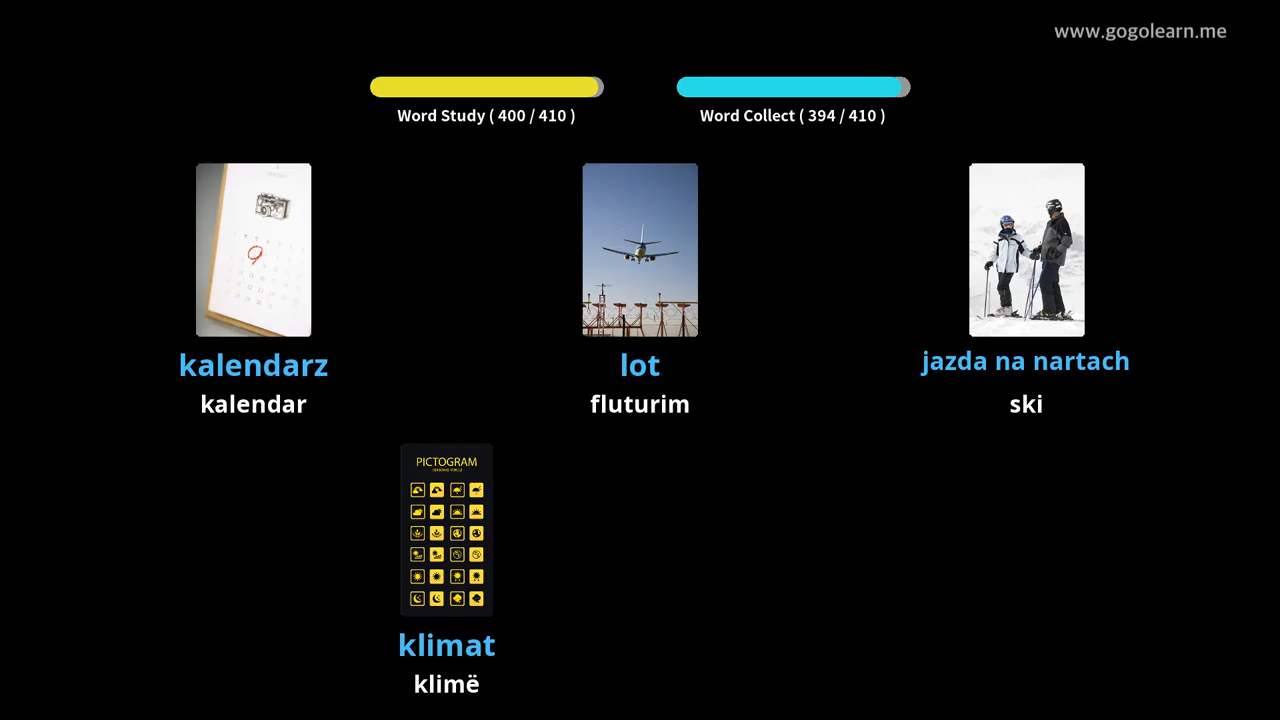 www.gogolearn.me
Word Study ( 400 / 410 )
Word Collect ( 394 / 410 )
kalendarz
lot
jazda na nartach
kalendar
fluturim
ski
PICTOGRAM
klimat
klimë